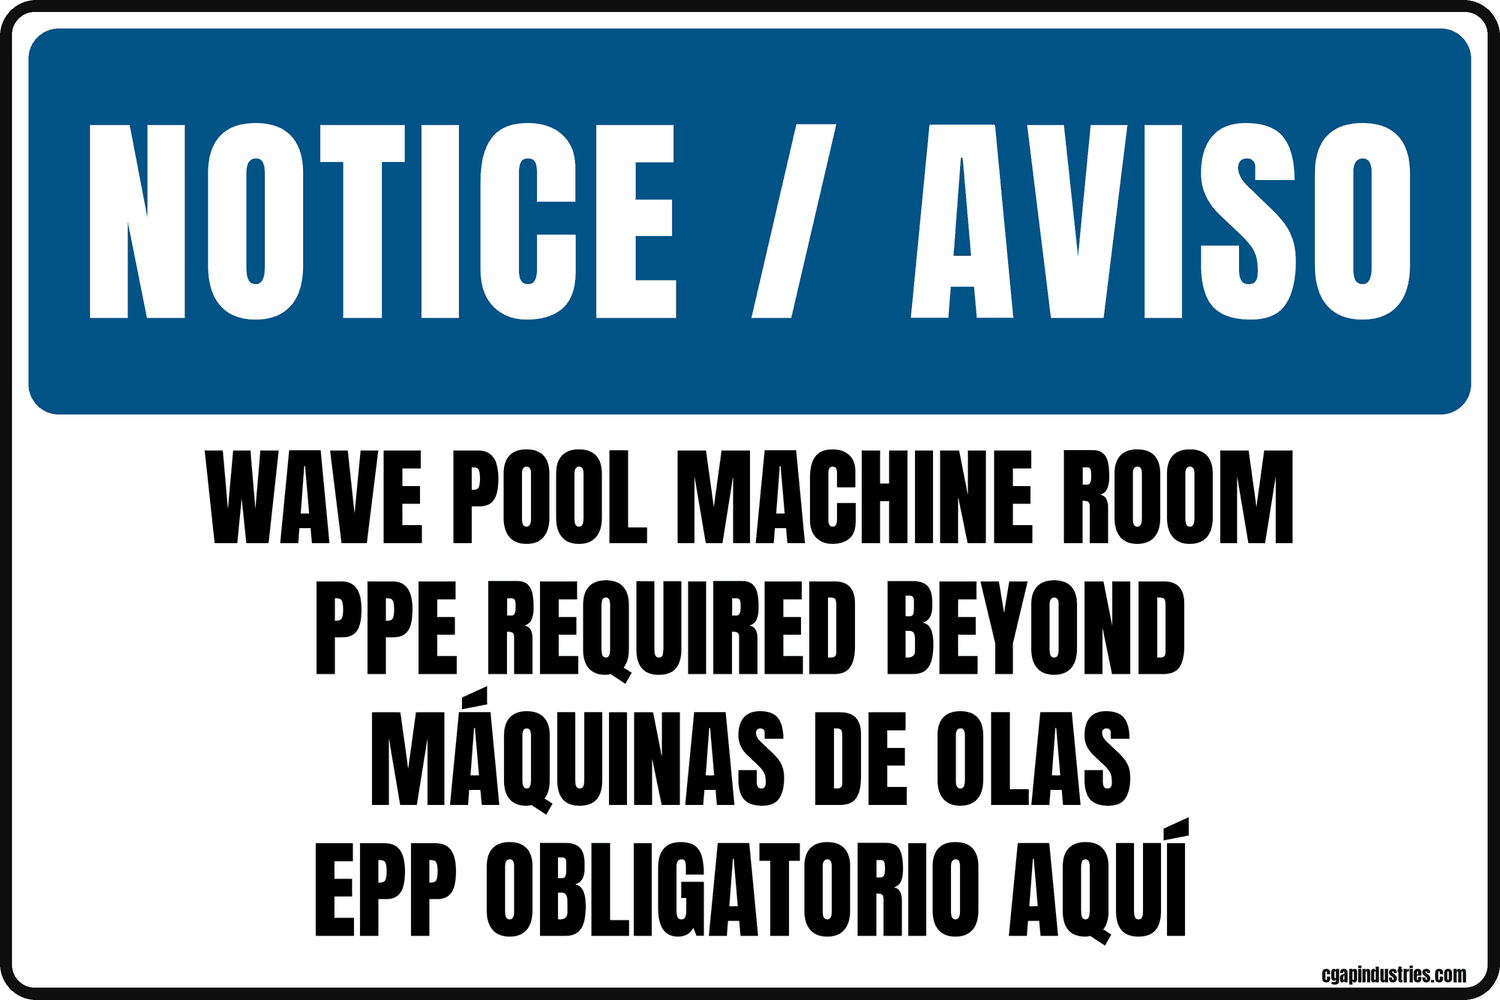 NOTICE / AVISO
WAVE POOL MACHINE ROOM
PPE REQUIRED BEYOND
MÁQUINAS DE OLAS
EPP OBLIGATORIO AQUÍ
cgapindustries.com